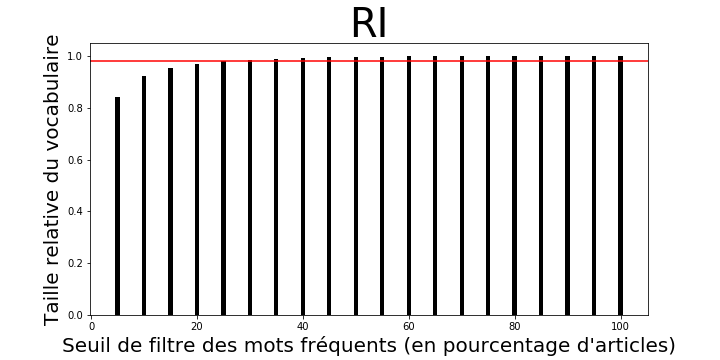 RI
Taille relative du vocabulaire
1.0
0.8
0.6
0.4
0.2
0.0
0 20 40 60 80 100
Seuil de filtre des mots fréquents (en pourcentage d'articles)